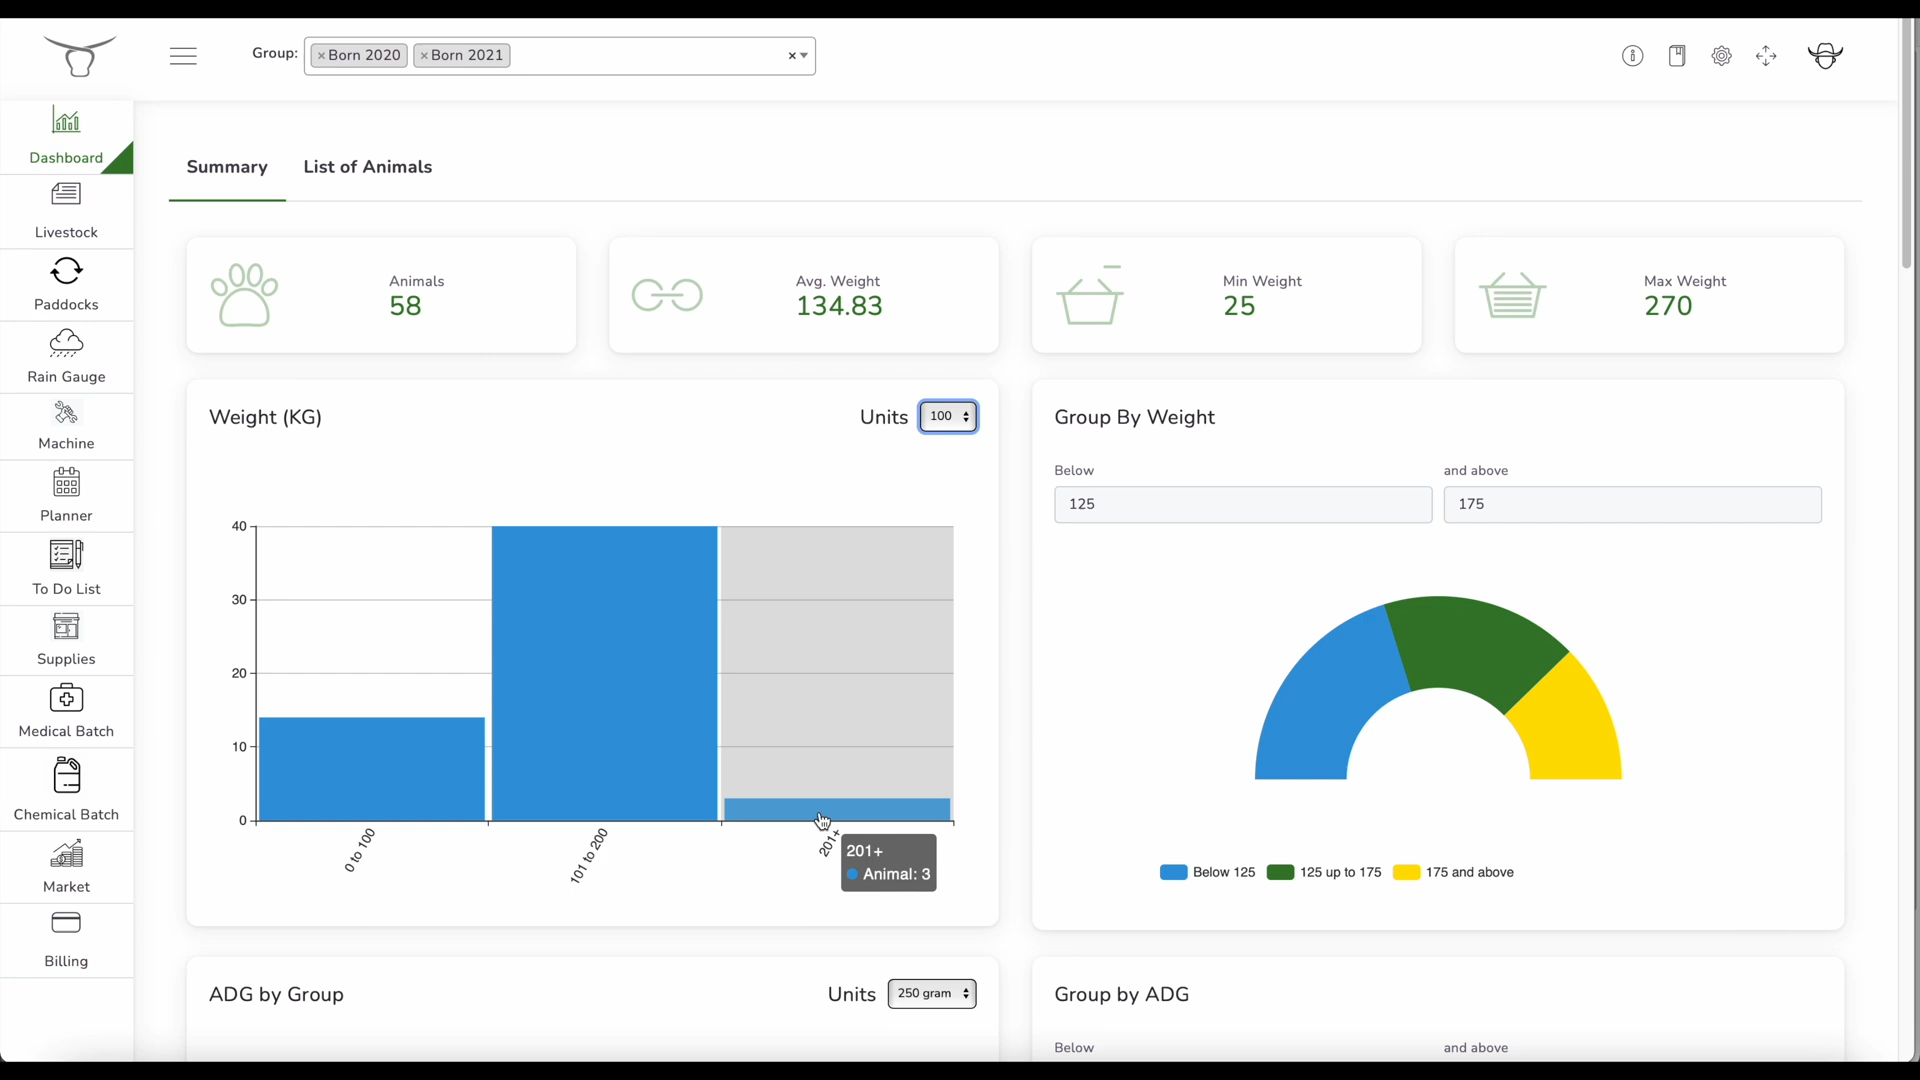 Group: ×Born 2020 ×Born 2021 ×
Dashboard
Livestock
Paddocks
Rain Gauge
Machine
Planner
To Do List
Supplies
Medical Batch
Chemical Batch
Market
Billing
Summary List of Animals
Animals
58
Avg. Weight
134.83
Min Weight
25
Max Weight
270
Weight (KG) Units 100
40
30
20
10
0
0 to 100
101 to 200
201+
201+
Animal: 3
Group By Weight
Below and above
125 175
Below 125 125 up to 175 175 and above
ADG by Group Units 250 gram
Group by ADG
Below and above